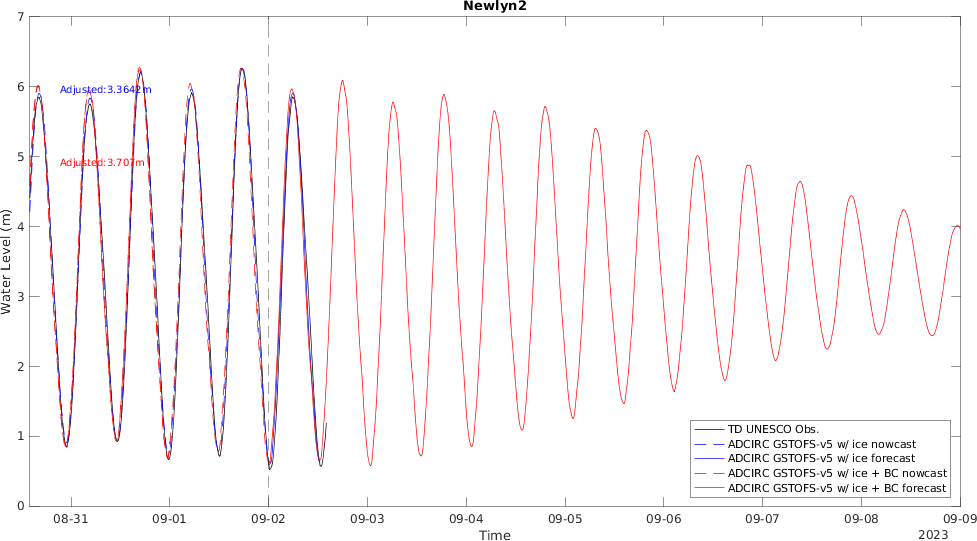 Newlyn2
7
6
5
4
3
2
1
0
Water Level (m)
Adjusted:3.3642m
Adjusted:3.707m
TD UNESCO Obs.
ADCIRC GSTOFS-v5 w/ ice nowcast
ADCIRC GSTOFS-v5 w/ ice forecast
ADCIRC GSTOFS-v5 w/ ice + BC nowcast
ADCIRC GSTOFS-v5 w/ ice + BC forecast
08-31 09-01 09-02 09-03 09-04 09-05 09-06 09-07 09-08 09-09
Time
2023